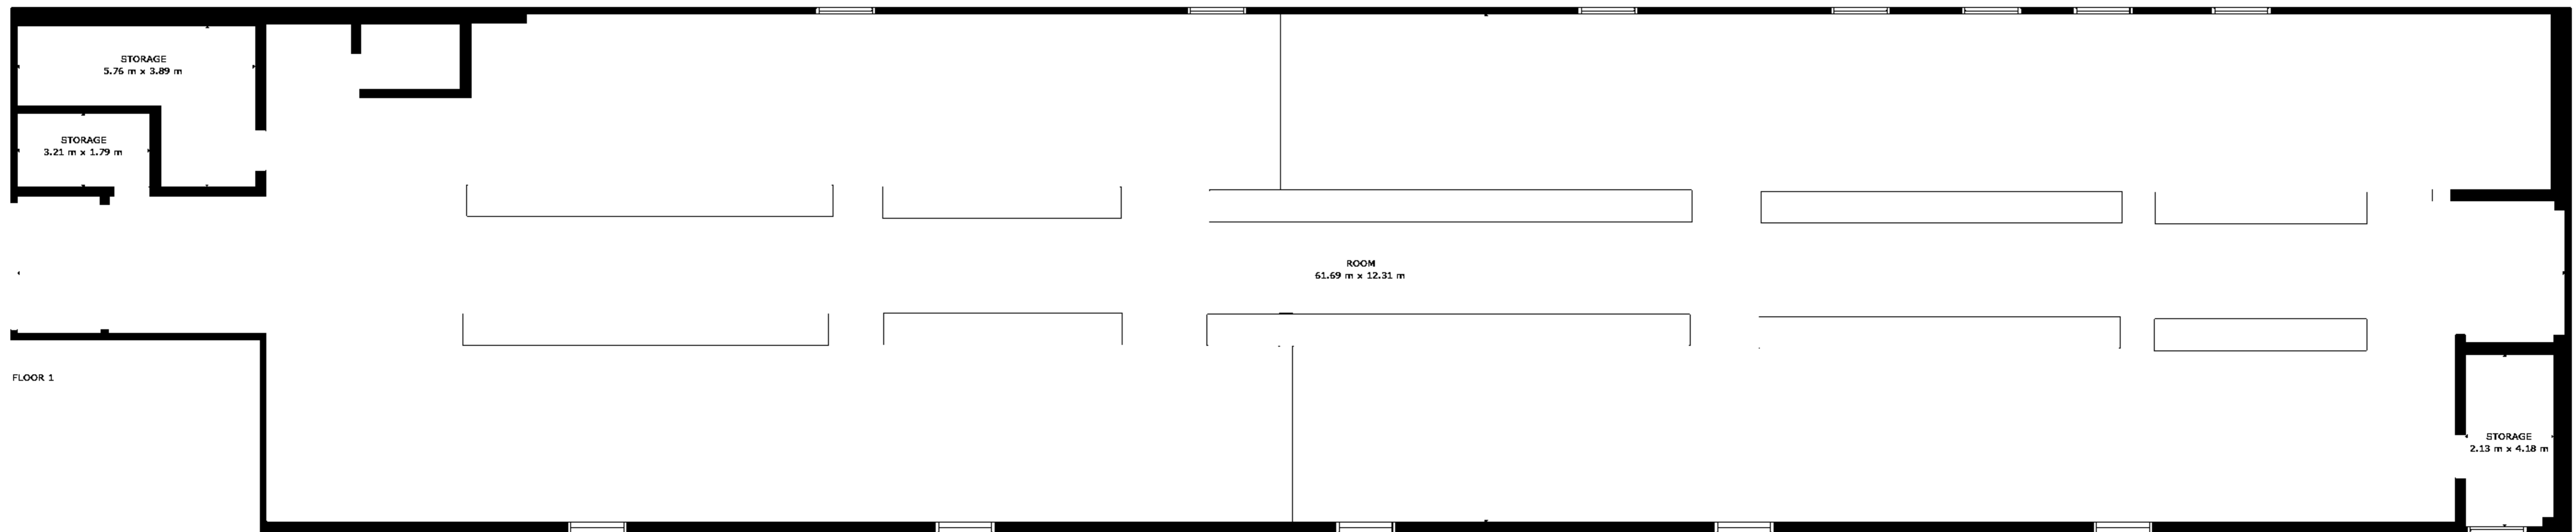 STORAGE
5.76 m x 3.89 m
STORAGE
3.21 m x 1.79 m
ROOM
61.69 m x 12.31 m
FLOOR 1
STORAGE
2.13 m x 4.18 m